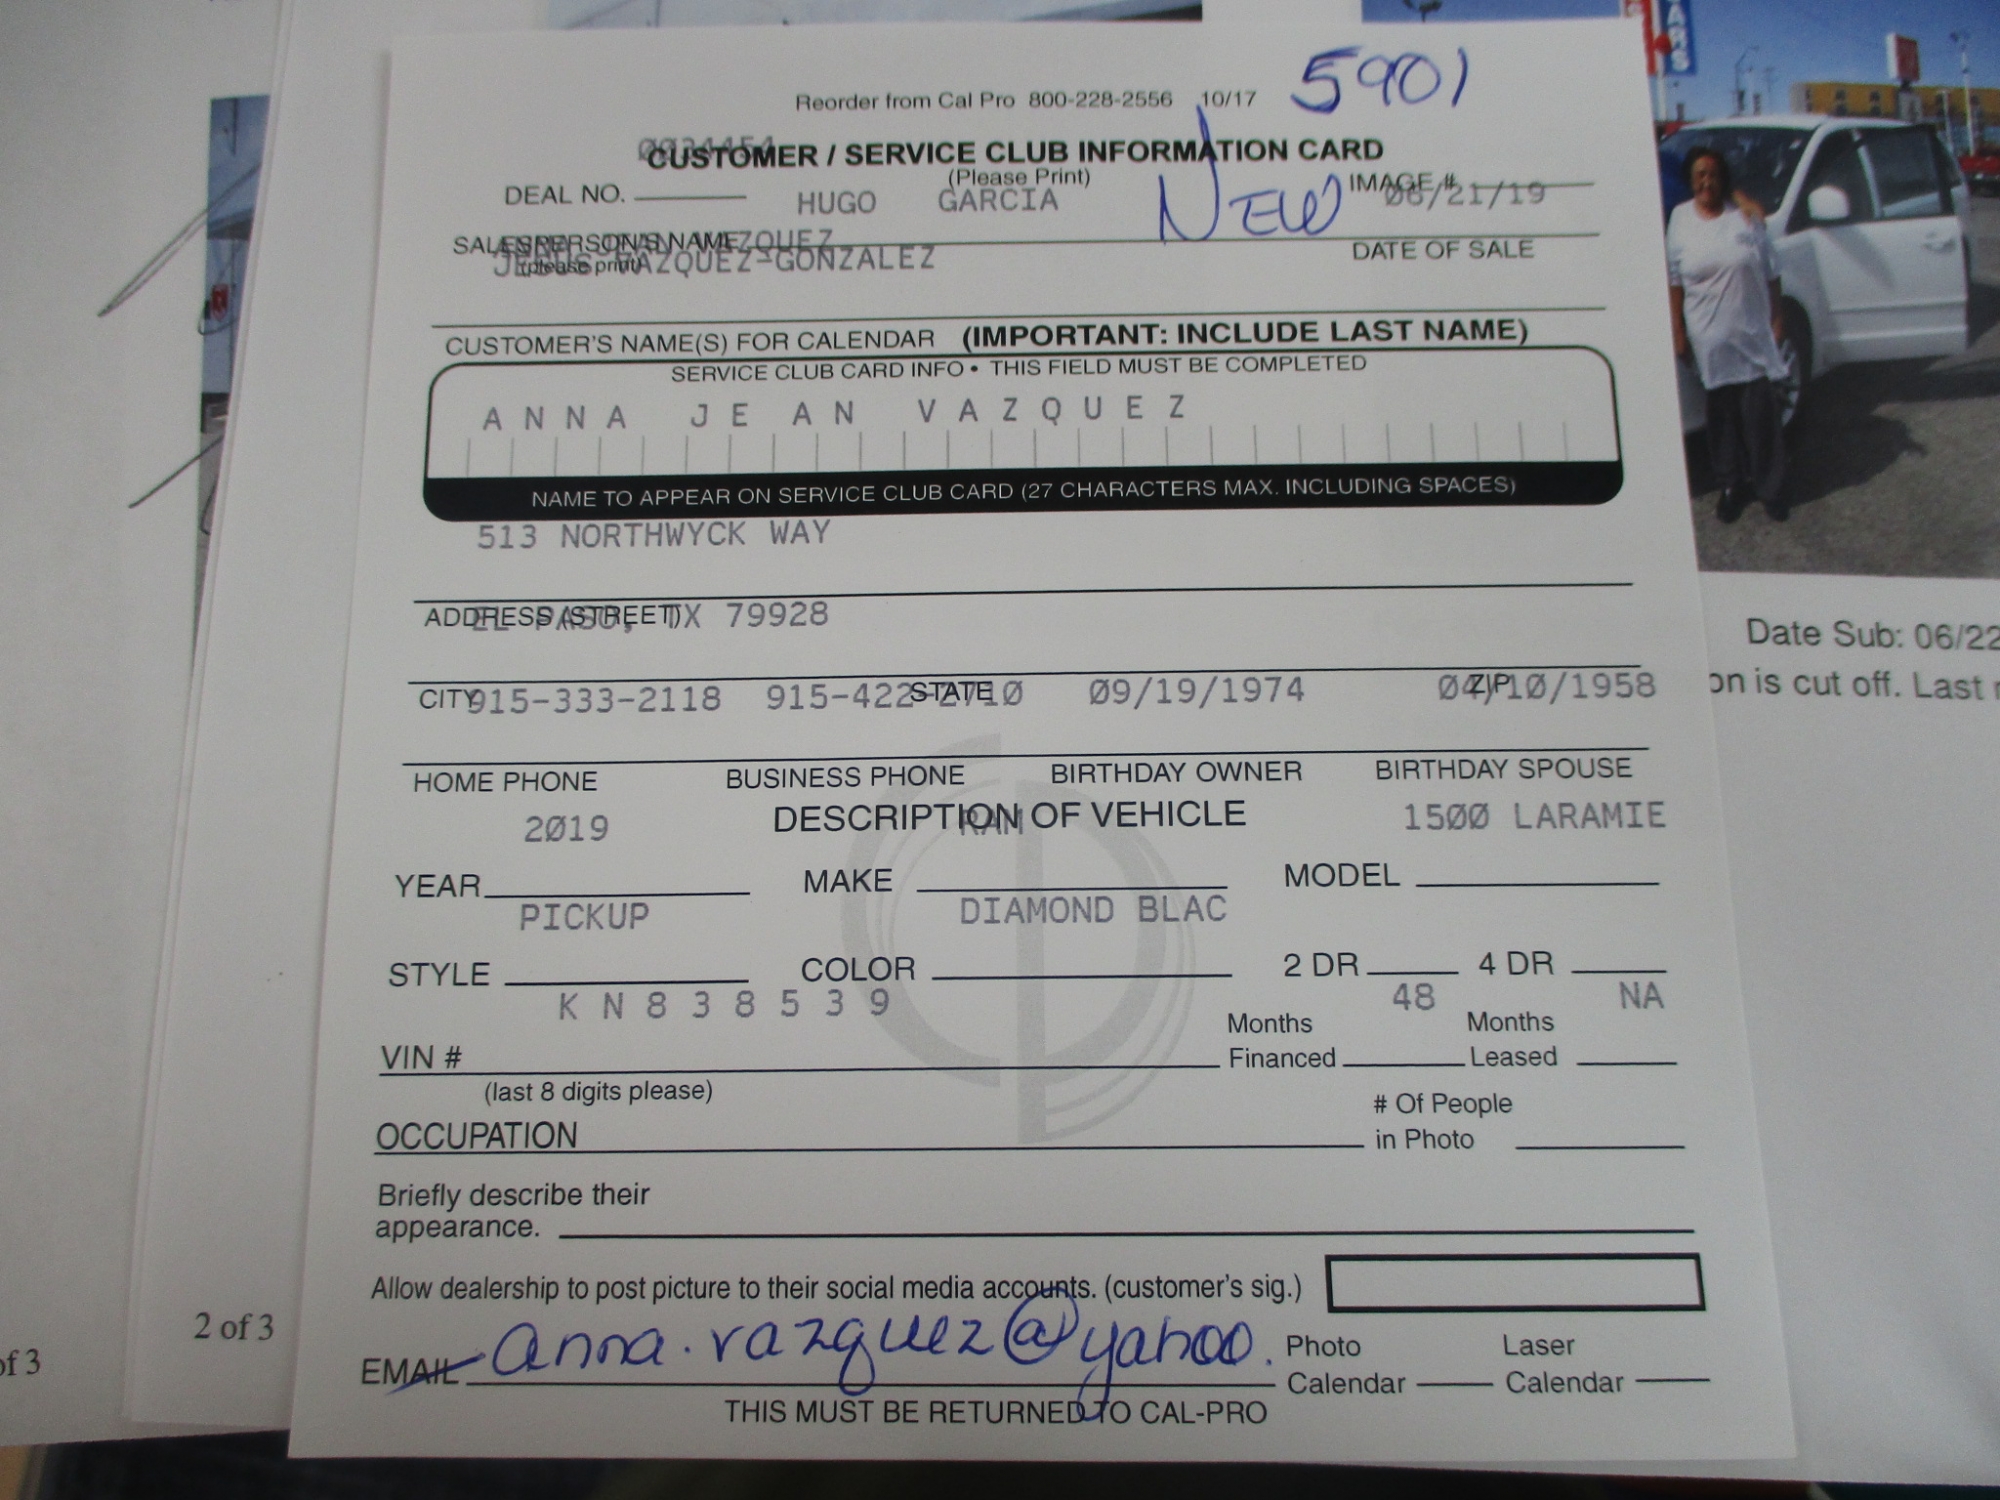 Reorder from Cal Pro 800-228-2556 10/17 5901
CUSTOMER / SERVICE CLUB INFORMATION CARD
(Please Print)
DEAL NO. HUGO GARCIA NEW IMAGE # 06/21/19
SALESPERSON'S NAME VAZQUEZ DATE OF SALE
(please print) JESUS VAZQUEZ-GONZALEZ
CUSTOMER'S NAME(S) FOR CALENDAR (IMPORTANT: INCLUDE LAST NAME)
SERVICE CLUB CARD INFO • THIS FIELD MUST BE COMPLETED
ANNA JEAN VAZQUEZ
NAME TO APPEAR ON SERVICE CLUB CARD (27 CHARACTERS MAX. INCLUDING SPACES)
513 NORTHWYCK WAY
ADDRESS (STREET) EL PASO, TX 79928
CITY 915-333-2118 915-422-2710 STATE 09/19/1974 ZIP 04/10/1958
HOME PHONE BUSINESS PHONE BIRTHDAY OWNER BIRTHDAY SPOUSE
2019 DESCRIPTION OF VEHICLE RAM 1500 LARAMIE
YEAR MAKE MODEL
PICKUP DIAMOND BLAC
STYLE COLOR 2 DR 4 DR
KN838539 48 NA
Months Months
VIN # Financed Leased
(last 8 digits please)
# Of People
OCCUPATION in Photo
Briefly describe their
appearance.
Allow dealership to post picture to their social media accounts. (customer's sig.)
EMAIL anna.vazquez@yahoo. Photo Laser
Calendar Calendar
THIS MUST BE RETURNED TO CAL-PRO
2 of 3
of 3
Date Sub: 06/22
on is cut off. Last
ARS